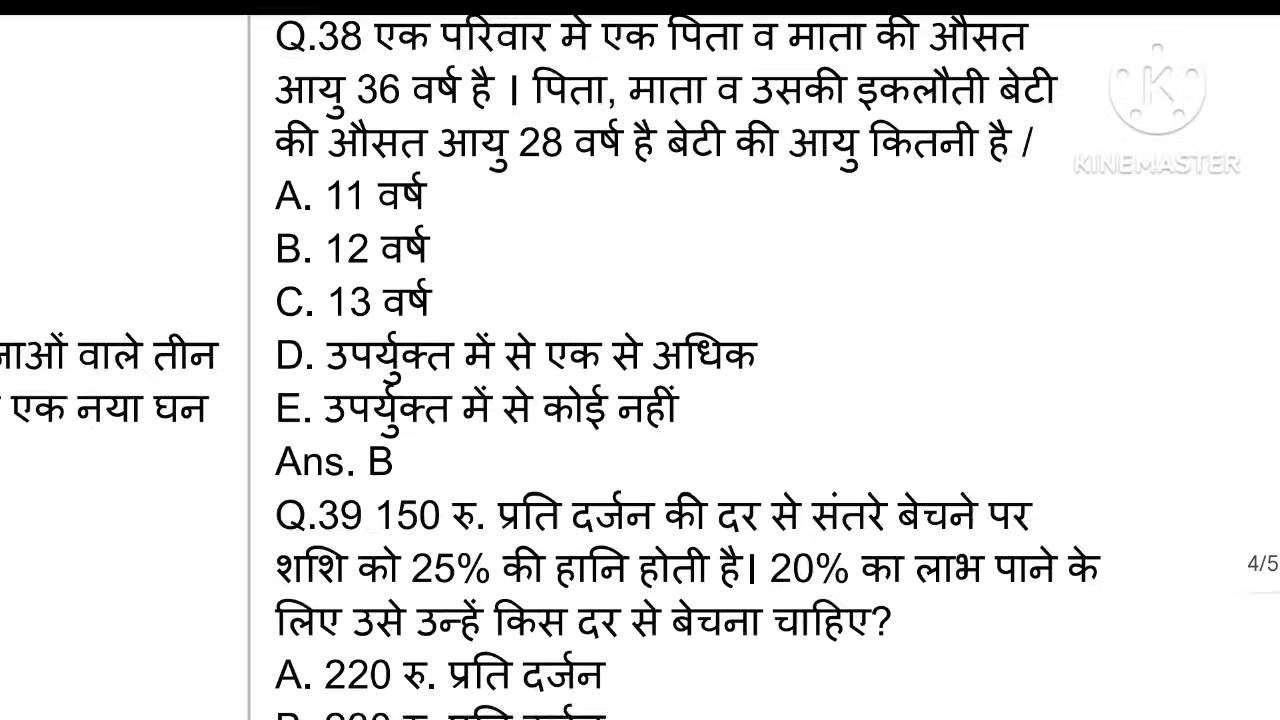 Q.38 एक परिवार मे एक पिता व माता की औसत
आयु 36 वर्ष है । पिता, माता व उसकी इकलौती बेटी
की औसत आयु 28 वर्ष है बेटी की आयु कितनी है /
A. 11 वर्ष
B. 12 वर्ष
C. 13 वर्ष
D. उपर्युक्त में से एक से अधिक
E. उपर्युक्त में से कोई नहीं
Ans. B
Q.39 150 रु. प्रति दर्जन की दर से संतरे बेचने पर
शशि को 25% की हानि होती है। 20% का लाभ पाने के
लिए उसे उन्हें किस दर से बेचना चाहिए?
A. 220 रु. प्रति दर्जन
वाले तीन
एक नया घन
KINEMASTER
4/5